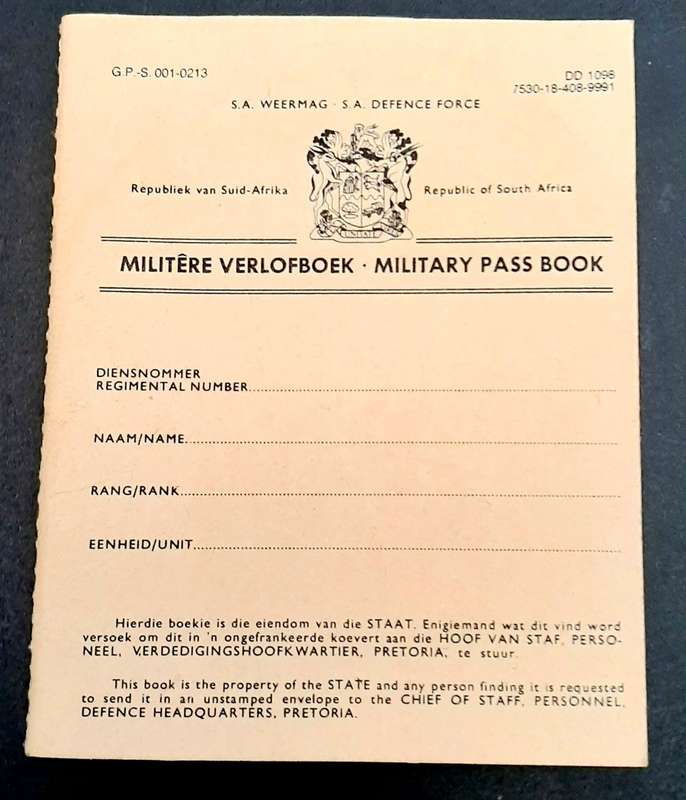 G.P.-S. 001-0213
DD 1098
7530-18-408-9991
S.A. WEERMAG · S.A. DEFENCE FORCE
Republiek van Suid-Afrika
Republic of South Africa
UNITATE
MILITÊRE VERLOFBOEK · MILITARY PASS BOOK
DIENSNOMMER
REGIMENTAL NUMBER
NAAM/NAME
RANG/RANK
EENHEID/UNIT
Hierdie boekie is die eiendom van die STAAT. Enigiemand wat dit vind word
versoek om dit in 'n ongefrankeerde koevert aan die HOOF VAN STAF, PERSO-
NEEL, VERDEDIGINGSHOOFKWARTIER, PRETORIA, te stuur.
This book is the property of the STATE and any person finding it is requested
to send it in an unstamped envelope to the CHIEF OF STAFF, PERSONNEL,
DEFENCE HEADQUARTERS, PRETORIA.